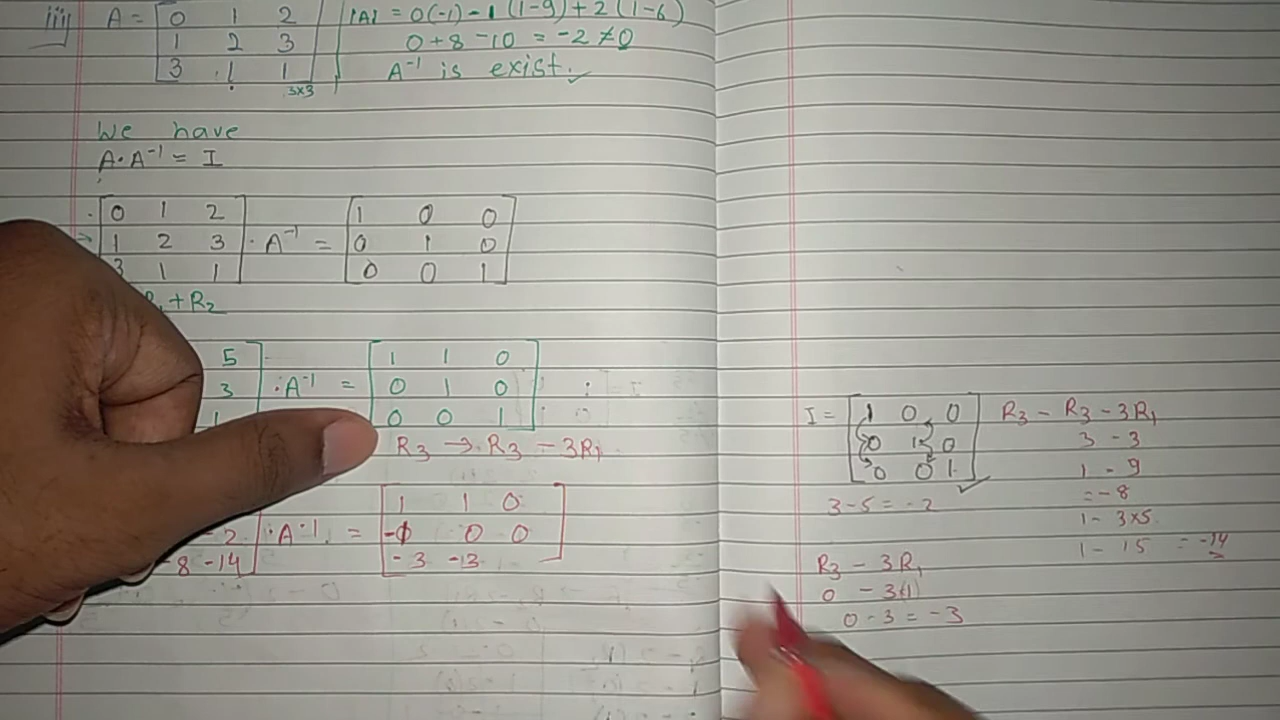 iii) A = [0 1 2 |A| = 0(-1) - 1(1-9) + 2(1-6)
1 2 3 0+8-10 = -2 ≠ 0
3 1 1]3x3 A⁻¹ is exist. ✓
We have
A·A⁻¹ = I
[0 1 2 [1 0 0
1 2 3] · A⁻¹ = 0 1 0
3 1 1 0 0 1]
R₁ + R₂
5 [1 1 0
3] · A⁻¹ = 0 1 0
1 0 0 1]
R₃ → R₃ - 3R₁
[1 1 0
-2] · A⁻¹ = -1 0 0
-8 -14 -3 -13]
I = [1 0 0 R₃ - R₃ - 3R₁
0 1 0 3 - 3
0 0 1] ✓ 1 - 9
3-5 = -2 = -8
1 - 3×5
1 - 15 = -14
R₃ - 3R₁
0 - 3(1)
0 - 3 = -3